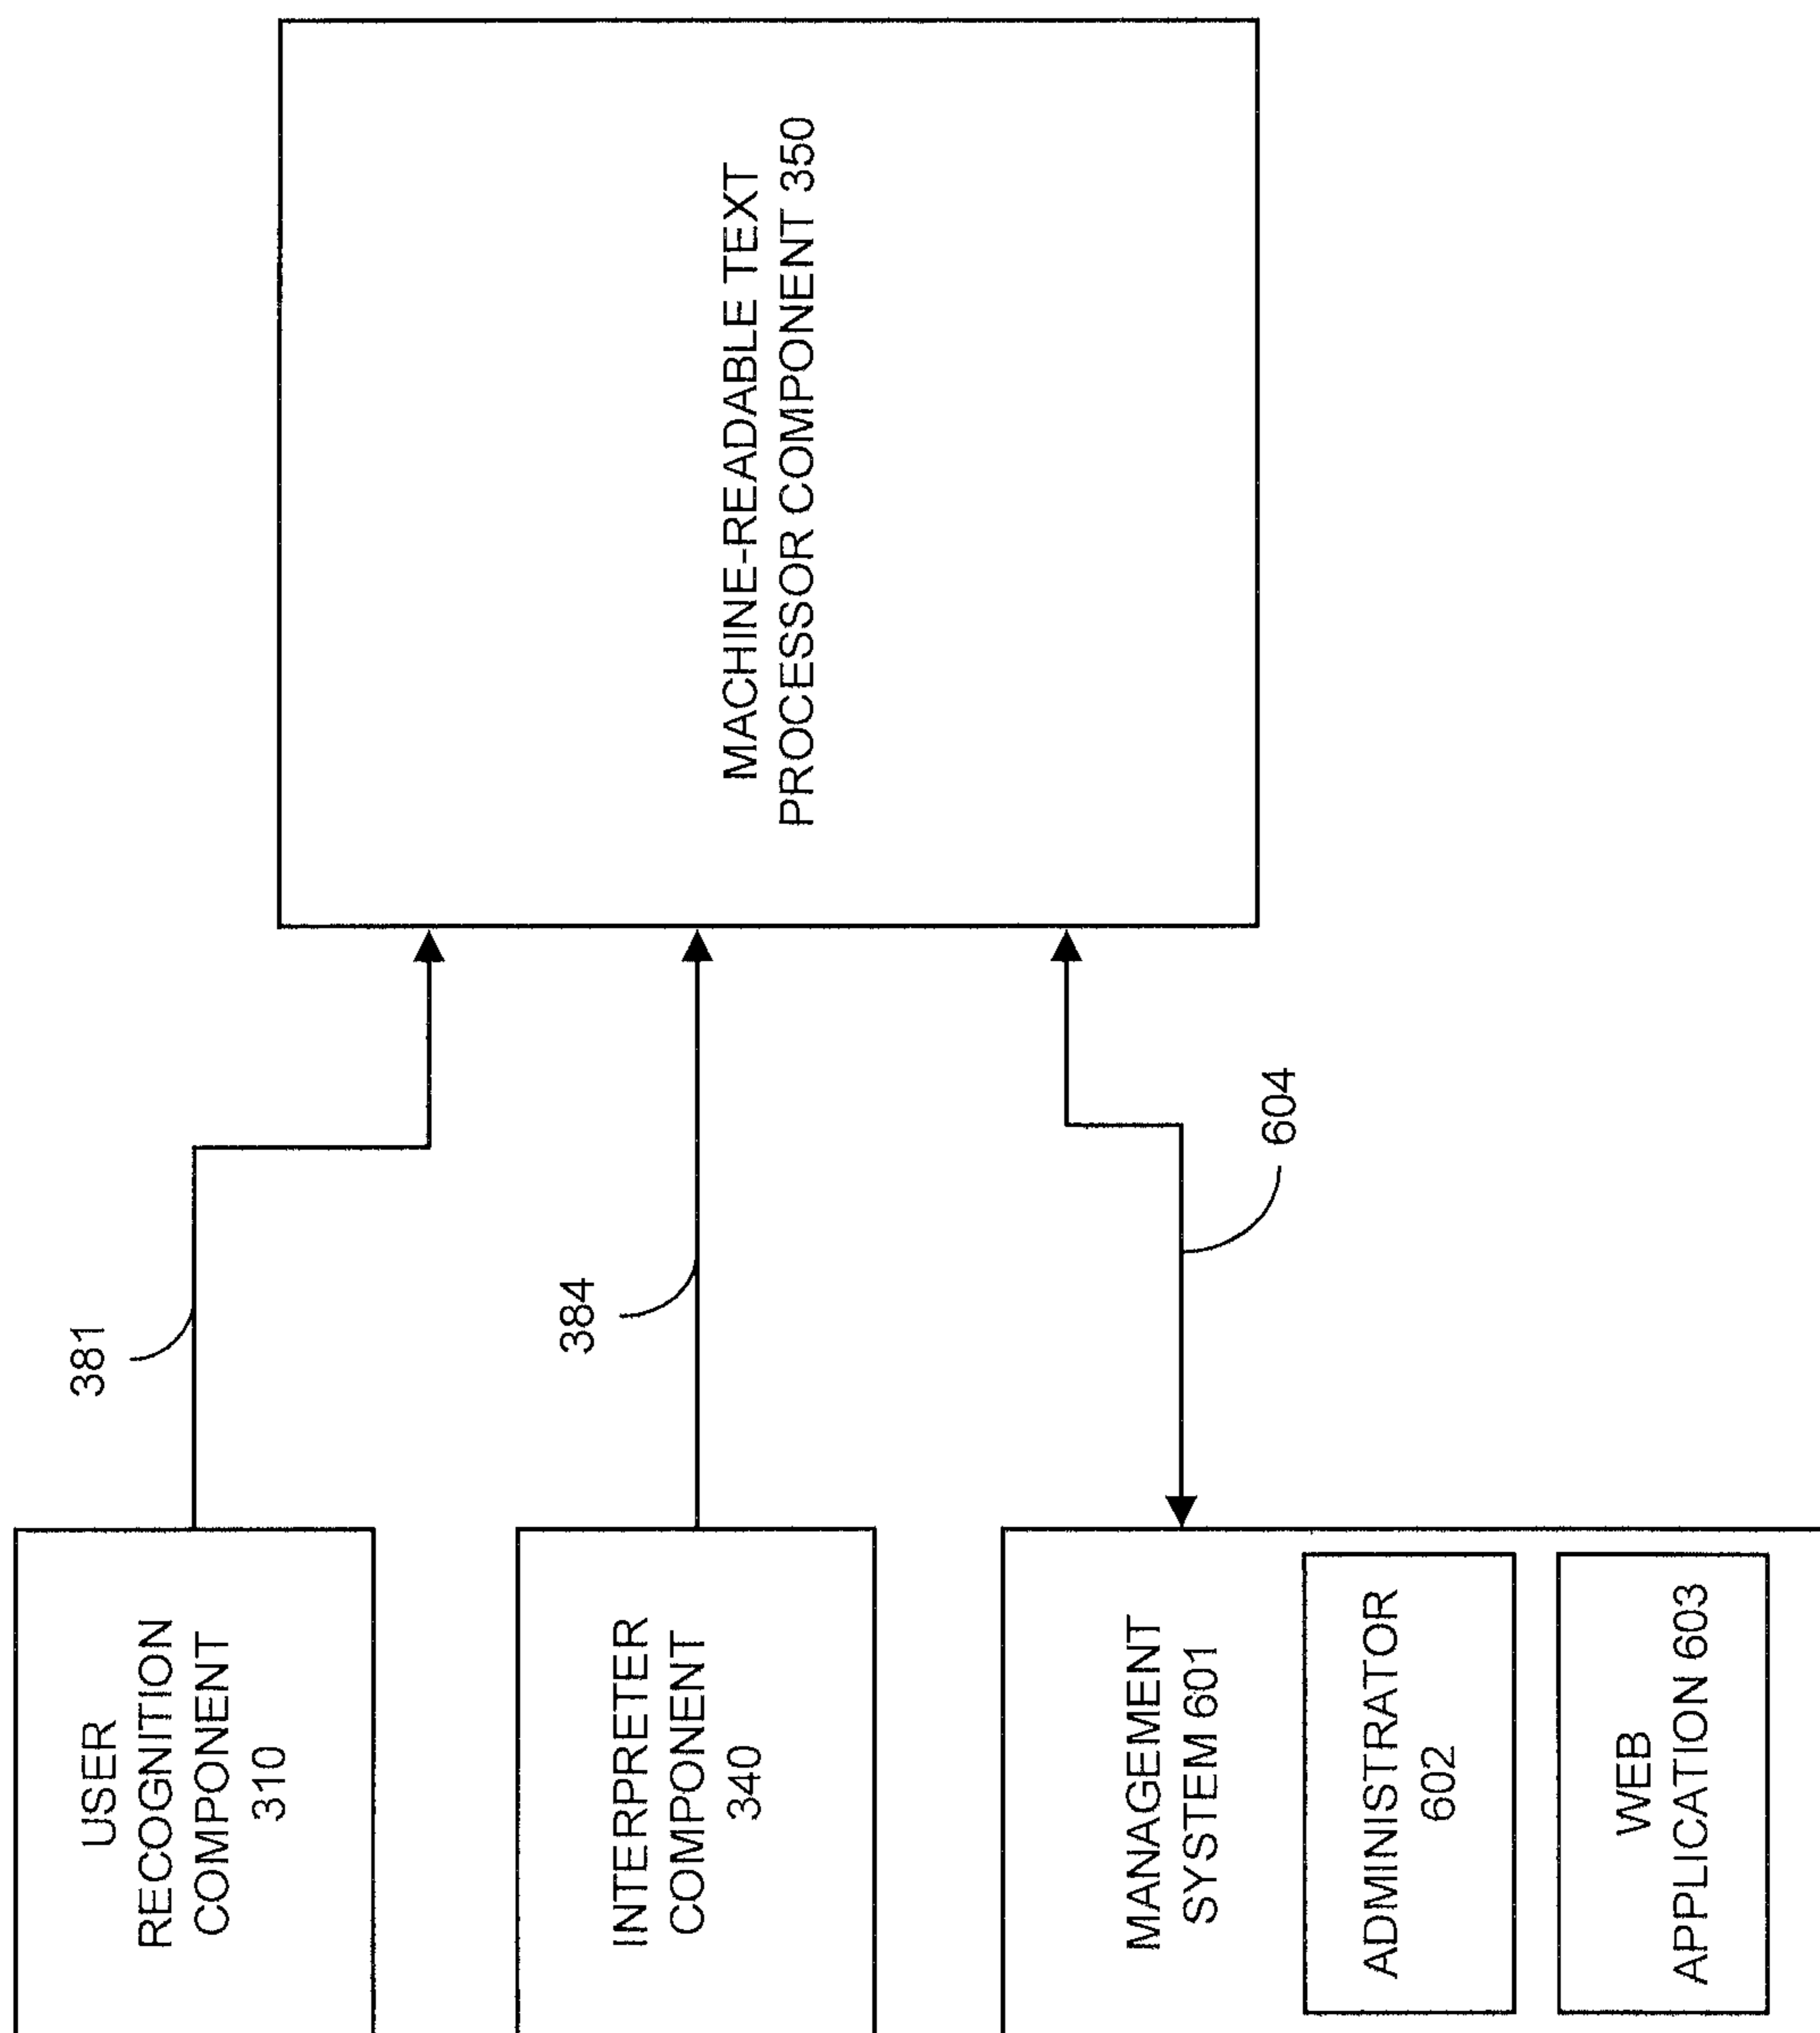 USER
RECOGNITION
COMPONENT
310
381
INTERPRETER
COMPONENT
340
384
MANAGEMENT
SYSTEM 601
ADMINISTRATOR
602
WEB
APPLICATION 603
604
MACHINE-READABLE TEXT
PROCESSOR COMPONENT 350